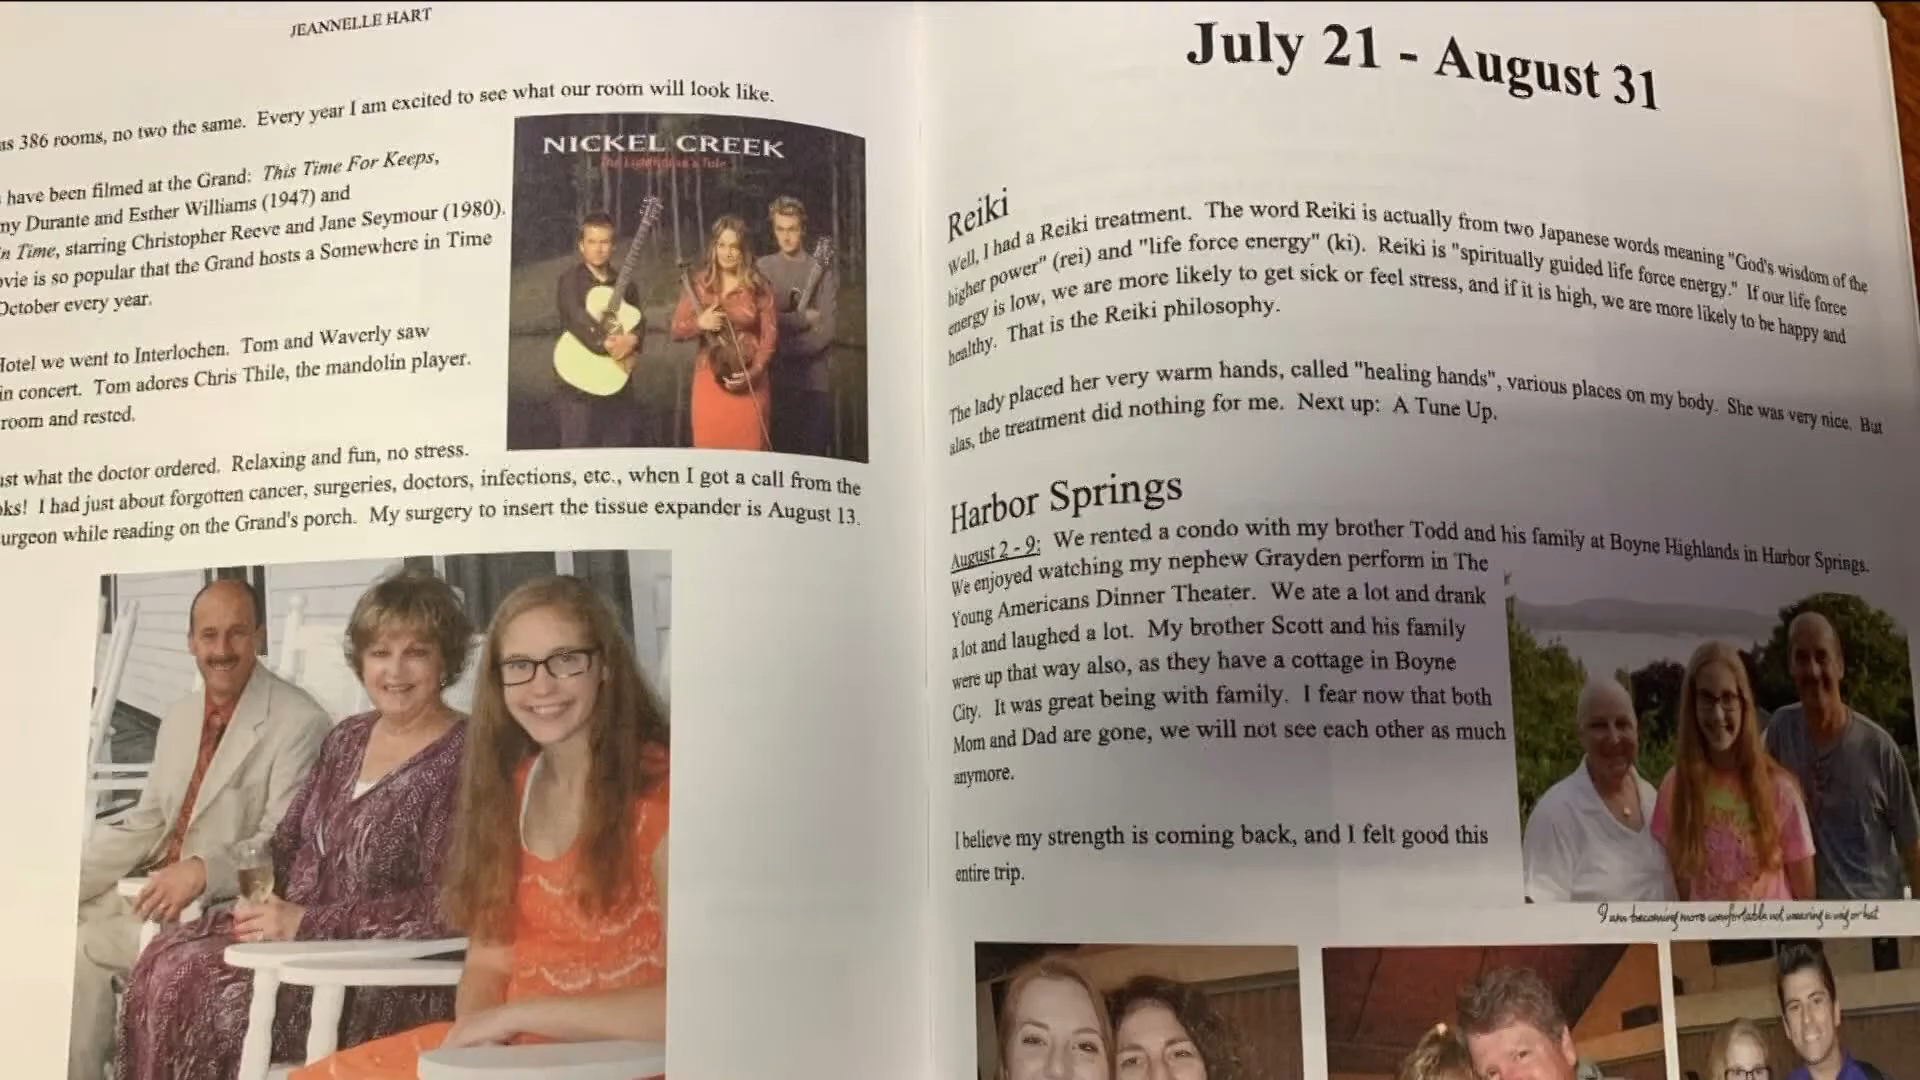 JEANNELLE HART
as 386 rooms, no two the same. Every year I am excited to see what our room will look like.
have been filmed at the Grand: This Time For Keeps,
ny Durante and Esther Williams (1947) and
n Time, starring Christopher Reeve and Jane Seymour (1980).
ovie is so popular that the Grand hosts a Somewhere in Time
October every year.
NICKEL CREEK
The Lighthouse's Tale
Hotel we went to Interlochen. Tom and Waverly saw
in concert. Tom adores Chris Thile, the mandolin player.
room and rested.
ust what the doctor ordered. Relaxing and fun, no stress.
oks! I had just about forgotten cancer, surgeries, doctors, infections, etc., when I got a call from the
urgeon while reading on the Grand's porch. My surgery to insert the tissue expander is August 13.
July 21 - August 31
Reiki
Well, I had a Reiki treatment. The word Reiki is actually from two Japanese words meaning "God's wisdom of the
higher power" (rei) and "life force energy" (ki). Reiki is "spiritually guided life force energy." If our life force
energy is low, we are more likely to get sick or feel stress, and if it is high, we are more likely to be happy and
healthy. That is the Reiki philosophy.
The lady placed her very warm hands, called "healing hands", various places on my body. She was very nice. But
alas, the treatment did nothing for me. Next up: A Tune Up.
Harbor Springs
August 2 - 9: We rented a condo with my brother Todd and his family at Boyne Highlands in Harbor Springs.
We enjoyed watching my nephew Grayden perform in The
Young Americans Dinner Theater. We ate a lot and drank
a lot and laughed a lot. My brother Scott and his family
were up that way also, as they have a cottage in Boyne
City. It was great being with family. I fear now that both
Mom and Dad are gone, we will not see each other as much
anymore.
I believe my strength is coming back, and I felt good this
entire trip.
I am becoming more comfortable not wearing a wig or hat